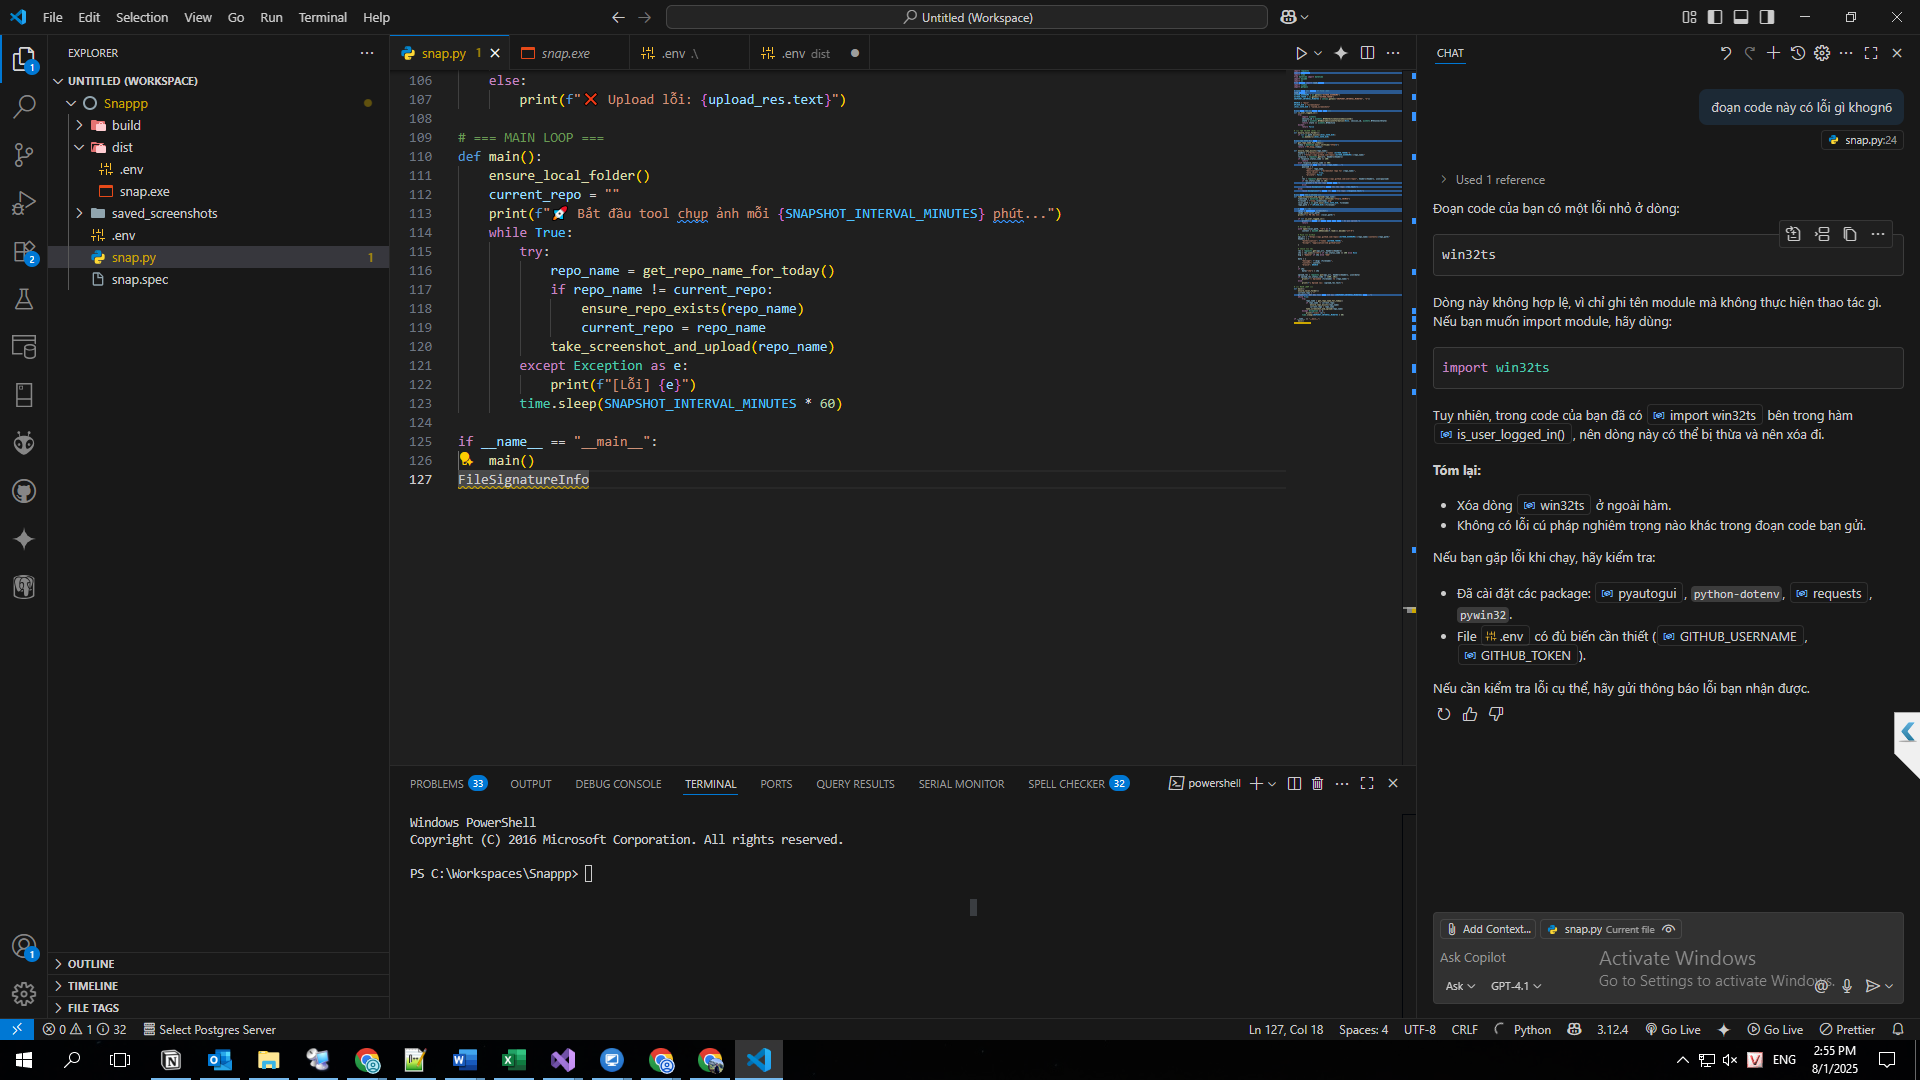 File Edit Selection View Go Run Terminal Help
Untitled (Workspace)
EXPLORER
UNTITLED (WORKSPACE)
Snappp
build
dist
.env
snap.exe
saved_screenshots
.env
snap.py 1
snap.spec
OUTLINE
TIMELINE
FILE TAGS
snap.py 1
snap.exe
.env .\
.env dist
106 else:
107 print(f"❌ Upload lỗi: {upload_res.text}")
108
109 # === MAIN LOOP ===
110 def main():
111 ensure_local_folder()
112 current_repo = ""
113 print(f"🚀 Bắt đầu tool chụp ảnh mỗi {SNAPSHOT_INTERVAL_MINUTES} phút...")
114 while True:
115 try:
116 repo_name = get_repo_name_for_today()
117 if repo_name != current_repo:
118 ensure_repo_exists(repo_name)
119 current_repo = repo_name
120 take_screenshot_and_upload(repo_name)
121 except Exception as e:
122 print(f"[Lỗi] {e}")
123 time.sleep(SNAPSHOT_INTERVAL_MINUTES * 60)
124
125 if __name__ == "__main__":
126 main()
127 FileSignatureInfo
PROBLEMS 33 OUTPUT DEBUG CONSOLE TERMINAL PORTS QUERY RESULTS SERIAL MONITOR SPELL CHECKER 32
powershell
Windows PowerShell
Copyright (C) 2016 Microsoft Corporation. All rights reserved.
PS C:\Workspaces\Snappp>
CHAT
đoạn code này có lỗi gì khogn6
snap.py:24
Used 1 reference
Đoạn code của bạn có một lỗi nhỏ ở dòng:
win32ts
Dòng này không hợp lệ, vì chỉ ghi tên module mà không thực hiện thao tác gì.
Nếu bạn muốn import module, hãy dùng:
import win32ts
Tuy nhiên, trong code của bạn đã có import win32ts bên trong hàm
is_user_logged_in() , nên dòng này có thể bị thừa và nên xóa đi.
Tóm lại:
• Xóa dòng win32ts ở ngoài hàm.
• Không có lỗi cú pháp nghiêm trọng nào khác trong đoạn code bạn gửi.
Nếu bạn gặp lỗi khi chạy, hãy kiểm tra:
• Đã cài đặt các package: pyautogui , python-dotenv, requests ,
pywin32.
• File .env có đủ biến cần thiết ( GITHUB_USERNAME ,
GITHUB_TOKEN ).
Nếu cần kiểm tra lỗi cụ thể, hãy gửi thông báo lỗi bạn nhận được.
Add Context... snap.py Current file
Ask Copilot
Ask GPT-4.1
Activate Windows
Go to Settings to activate Windows.
0 1 32 Select Postgres Server
Ln 127, Col 18 Spaces: 4 UTF-8 CRLF Python 3.12.4 Go Live Go Live Prettier
ENG
2:55 PM
8/1/2025